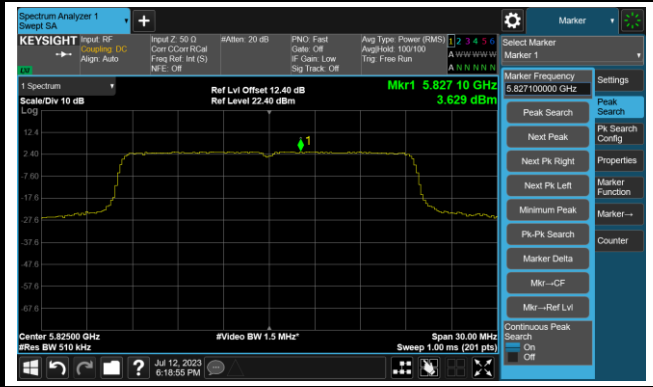 Spectrum Analyzer 1
Swept SA
+
Marker
KEYSIGHT
Input: RF
Coupling: DC
Align: Auto
Input Z: 50 Ω
Corr CCorr RCal
Freq Ref: Int (S)
NFE: Off
#Atten: 20 dB
PNO: Fast
Gate: Off
IF Gain: Low
Sig Track: Off
Avg Type: Power (RMS)
Avg|Hold: 100/100
Trig: Free Run
1 2 3 4 5 6
A W W W W W
A N N N N N
LW
Select Marker
Marker 1
1 Spectrum
Scale/Div 10 dB
Log
Ref Lvl Offset 12.40 dB
Ref Level 22.40 dBm
Mkr1 5.827 10 GHz
3.629 dBm
1
12.4
2.40
-7.60
-17.6
-27.6
-37.6
-47.6
-57.6
-67.6
Center 5.82500 GHz
#Res BW 510 kHz
#Video BW 1.5 MHz*
Span 30.00 MHz
Sweep 1.00 ms (201 pts)
Marker Frequency
5.827100000 GHz
Peak Search
Next Peak
Next Pk Right
Next Pk Left
Minimum Peak
Pk-Pk Search
Marker Delta
Mkr→CF
Mkr→Ref Lvl
Continuous Peak
Search
On
Off
Settings
Peak
Search
Pk Search
Config
Properties
Marker
Function
Marker→
Counter
?
Jul 12, 2023
6:18:55 PM